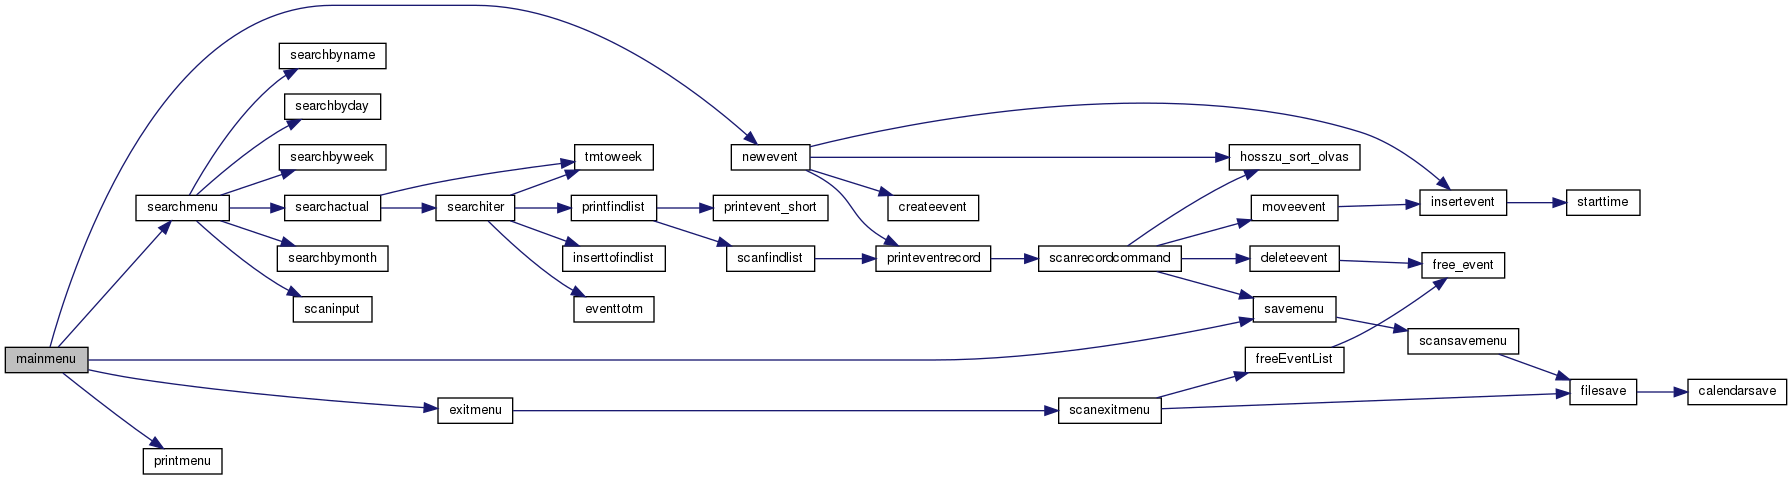 mainmenu
searchmenu
printmenu
searchbyname
searchbyday
searchbyweek
searchactual
searchbymonth
scaninput
exitmenu
searchiter
tmtoweek
printfindlist
inserttofindlist
eventtotm
newevent
printevent_short
scanfindlist
createevent
printeventrecord
scanrecordcommand
scanexitmenu
hosszu_sort_olvas
moveevent
deleteevent
savemenu
freeEventList
insertevent
free_event
scansavemenu
starttime
filesave
calendarsave